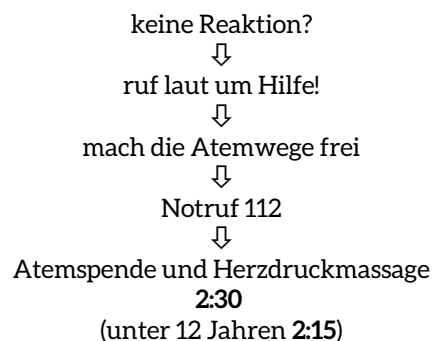 keine Reaktion?
⇩
ruf laut um Hilfe!
⇩
mach die Atemwege frei
⇩
Notruf 112
⇩
Atemspende und Herzdruckmassage
2:30
(unter 12 Jahren 2:15)